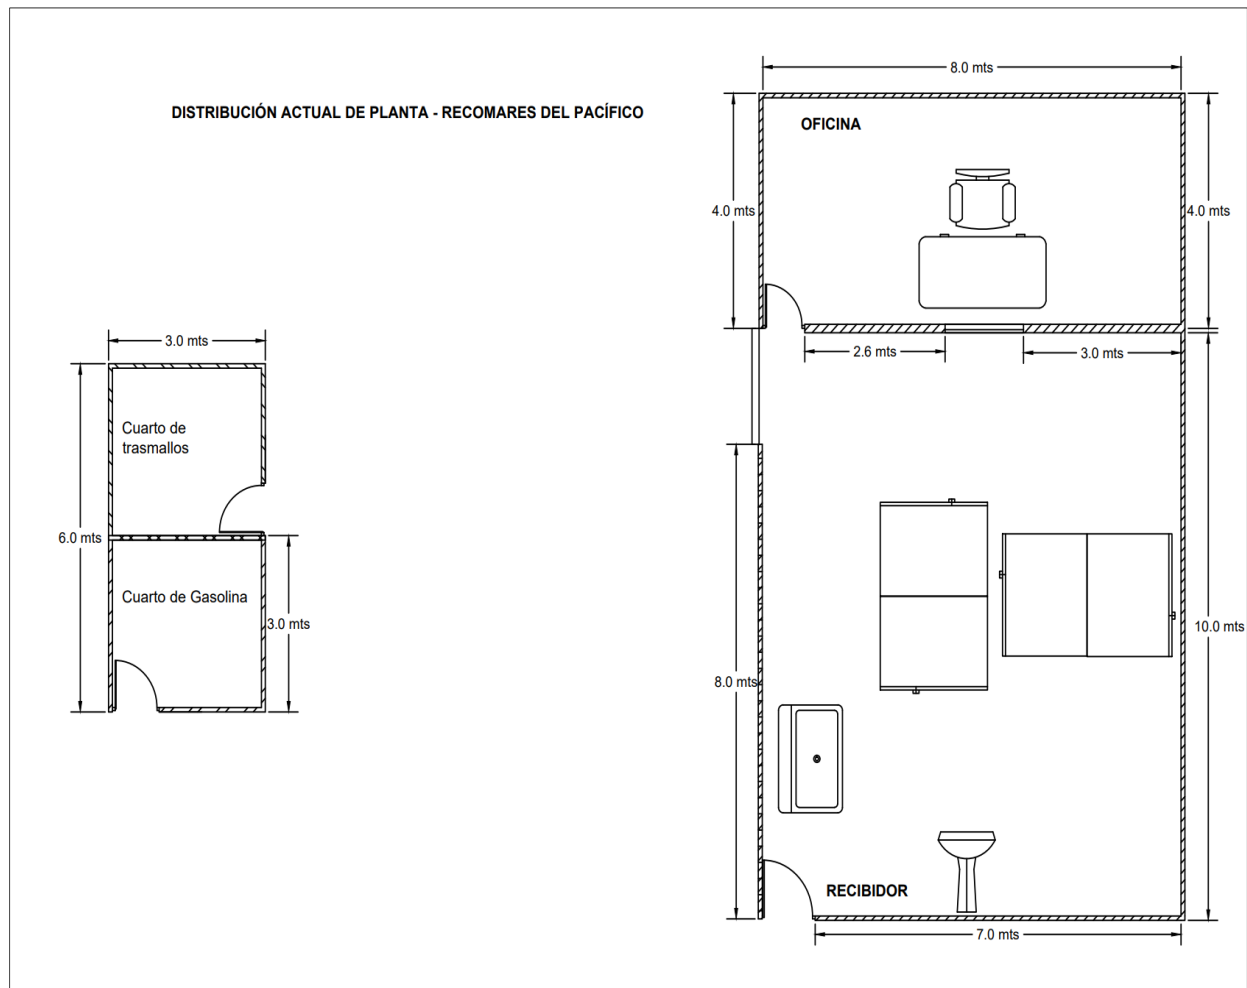 8.0 mts
DISTRIBUCIÓN ACTUAL DE PLANTA - RECOMARES DEL PACÍFICO
OFICINA
4.0 mts
4.0 mts
3.0 mts
2.6 mts
3.0 mts
Cuarto de
trasmallos
6.0 mts
Cuarto de Gasolina
3.0 mts
10.0 mts
8.0 mts
RECIBIDOR
7.0 mts